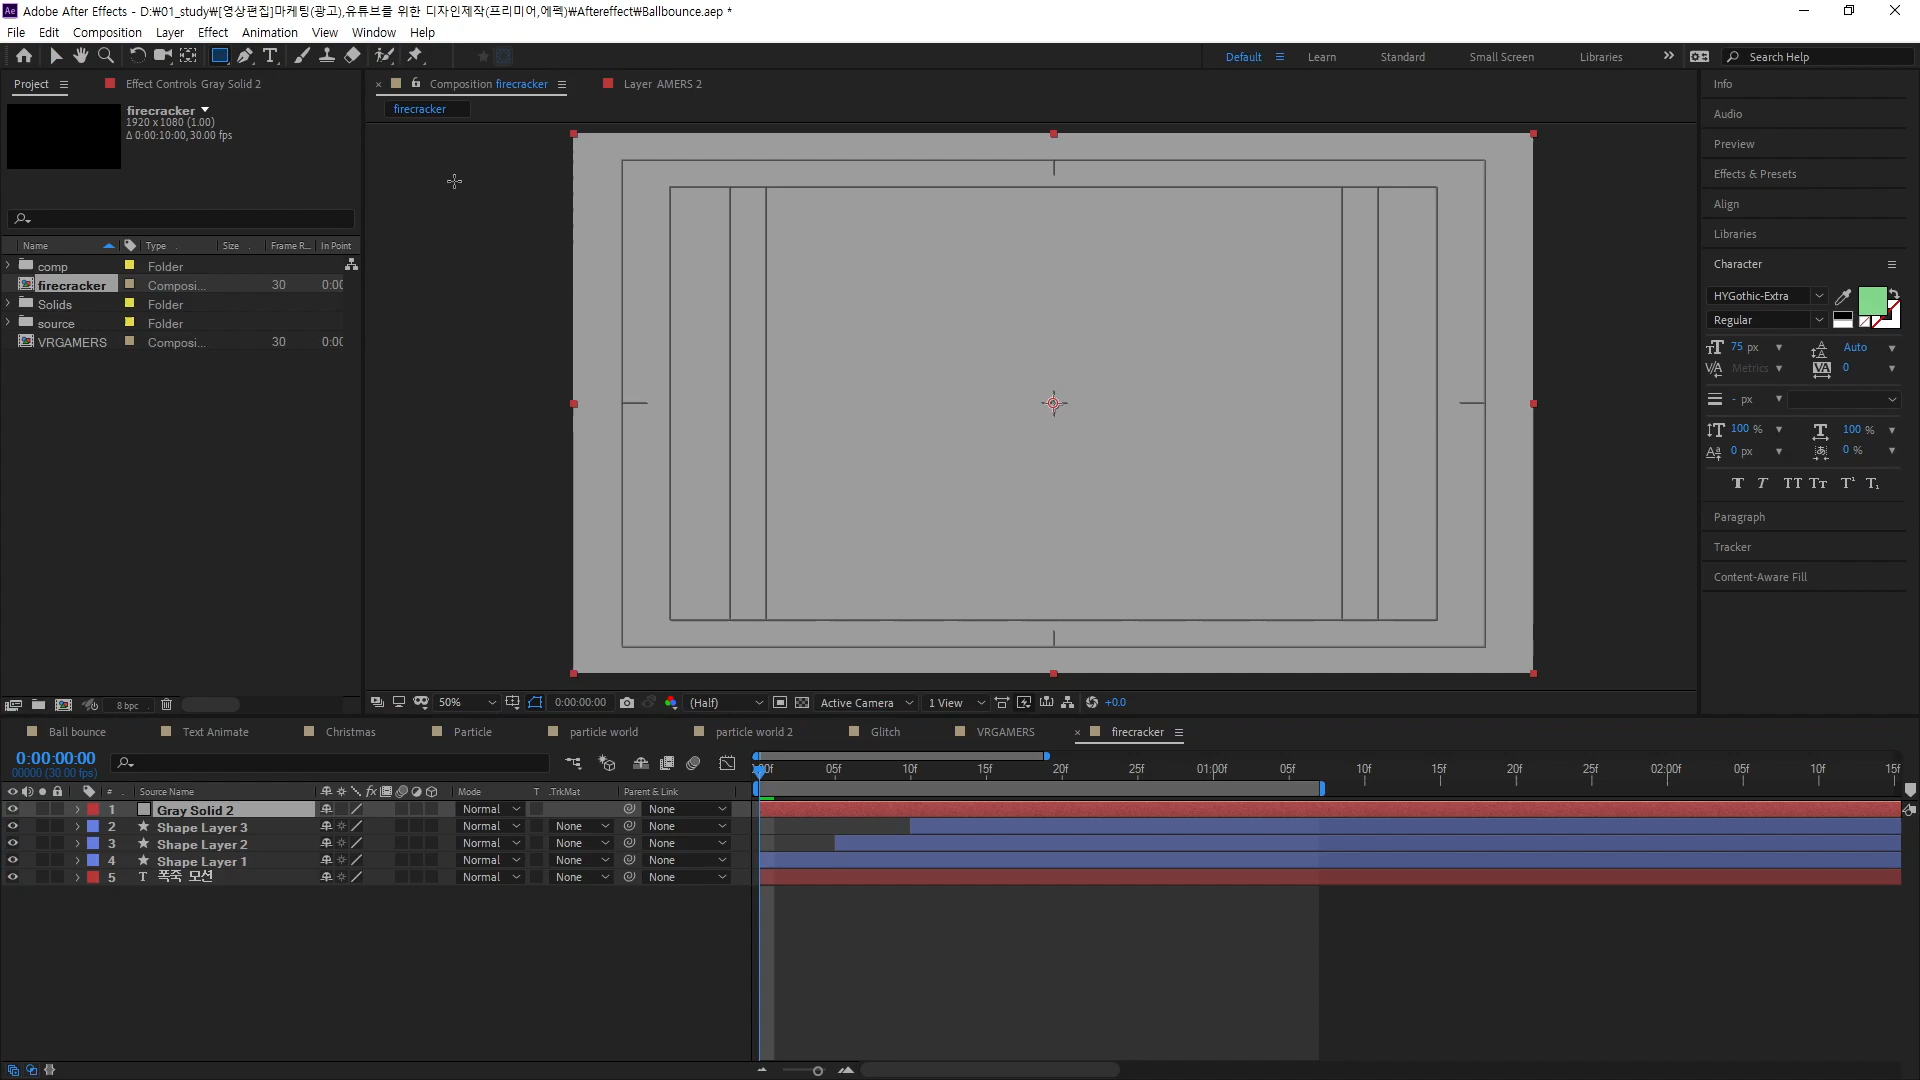 Adobe After Effects - D:₩01_study₩[영상편집]마케팅(광고),유튜브를 위한 디자인제작(프리미어,에펙)₩Aftereffect₩Ballbounce.aep *
File Edit Composition Layer Effect Animation View Window Help
Default Learn Standard Small Screen Libraries Search Help
Project Effect Controls Gray Solid 2
Composition firecracker Layer AMERS 2
firecracker
firecracker
1920 x 1080 (1.00)
Δ 0:00:10:00, 30.00 fps
Name Type Size Frame R... In Point
comp Folder
firecracker Composi... 30 0:00
Solids Folder
source Folder
VRGAMERS Composi... 30 0:00
8 bpc
50% 0:00:00:00 (Half) Active Camera 1 View +0.0
Info
Audio
Preview
Effects & Presets
Align
Libraries
Character
HYGothic-Extra
Regular
75 px Auto
Metrics 0
- px
100 % 100 %
0 px 0 %
Paragraph
Tracker
Content-Aware Fill
Ball bounce Text Animate Christmas Particle particle world particle world 2 Glitch VRGAMERS firecracker
0:00:00:00
00000 (30.00 fps)
:00f 05f 10f 15f 20f 25f 01:00f 05f 10f 15f 20f 25f 02:00f 05f 10f 15f
# Source Name Mode T .TrkMat Parent & Link
1 Gray Solid 2 Normal None
2 Shape Layer 3 Normal None None
3 Shape Layer 2 Normal None None
4 Shape Layer 1 Normal None None
5 T 폭죽 모션 Normal None None